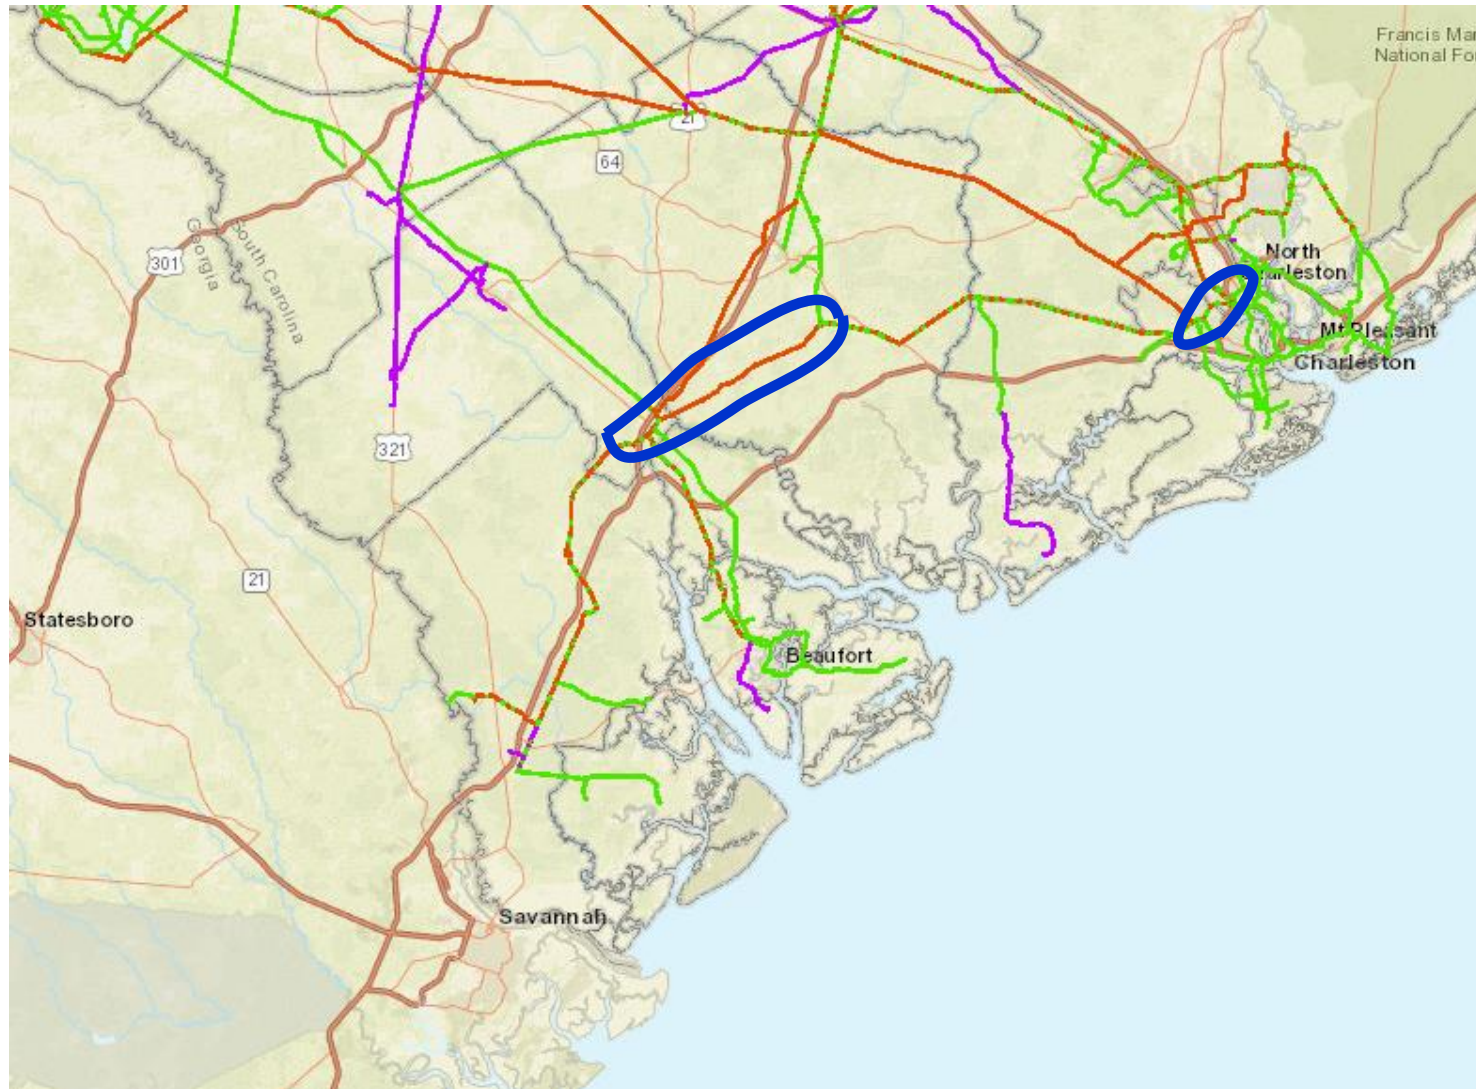 Francis Mar
National Fo
21
64
301
Georgia
South Carolina
North
Charleston
Mt Pleasant
Charleston
321
21
Statesboro
Beaufort
Savannah